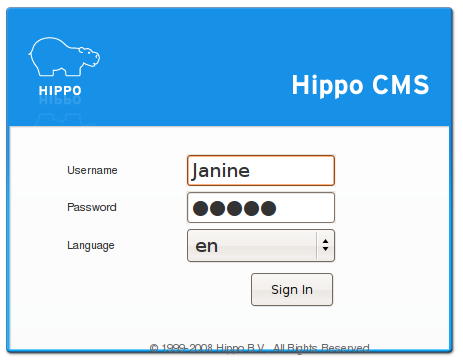 HIPPO
Hippo CMS
Username
Janine
Password
●●●●●
Language
en
Sign In
© 1999-2008 Hippo B.V. All Rights Reserved